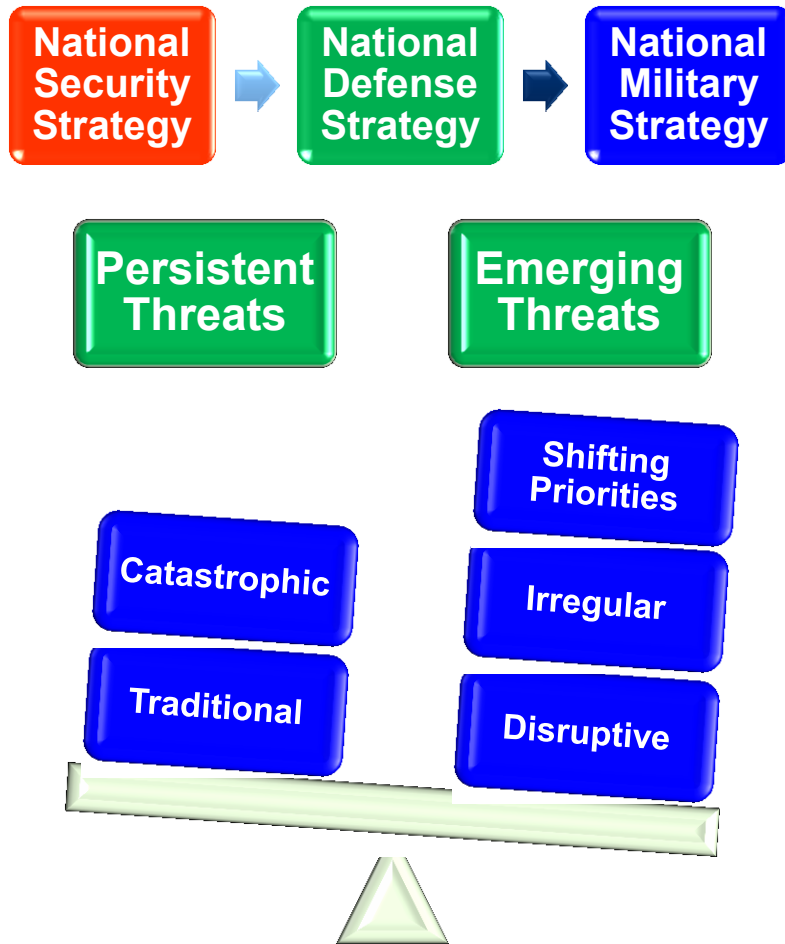 National
Security
Strategy
National
Defense
Strategy
National
Military
Strategy
Persistent
Threats
Emerging
Threats
Catastrophic
Traditional
Shifting
Priorities
Irregular
Disruptive